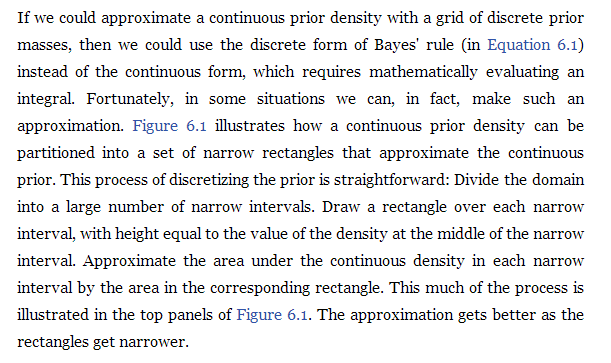 If we could approximate a continuous prior density with a grid of discrete prior
masses, then we could use the discrete form of Bayes' rule (in Equation 6.1)
instead of the continuous form, which requires mathematically evaluating an
integral. Fortunately, in some situations we can, in fact, make such an
approximation. Figure 6.1 illustrates how a continuous prior density can be
partitioned into a set of narrow rectangles that approximate the continuous
prior. This process of discretizing the prior is straightforward: Divide the domain
into a large number of narrow intervals. Draw a rectangle over each narrow
interval, with height equal to the value of the density at the middle of the narrow
interval. Approximate the area under the continuous density in each narrow
interval by the area in the corresponding rectangle. This much of the process is
illustrated in the top panels of Figure 6.1. The approximation gets better as the
rectangles get narrower.